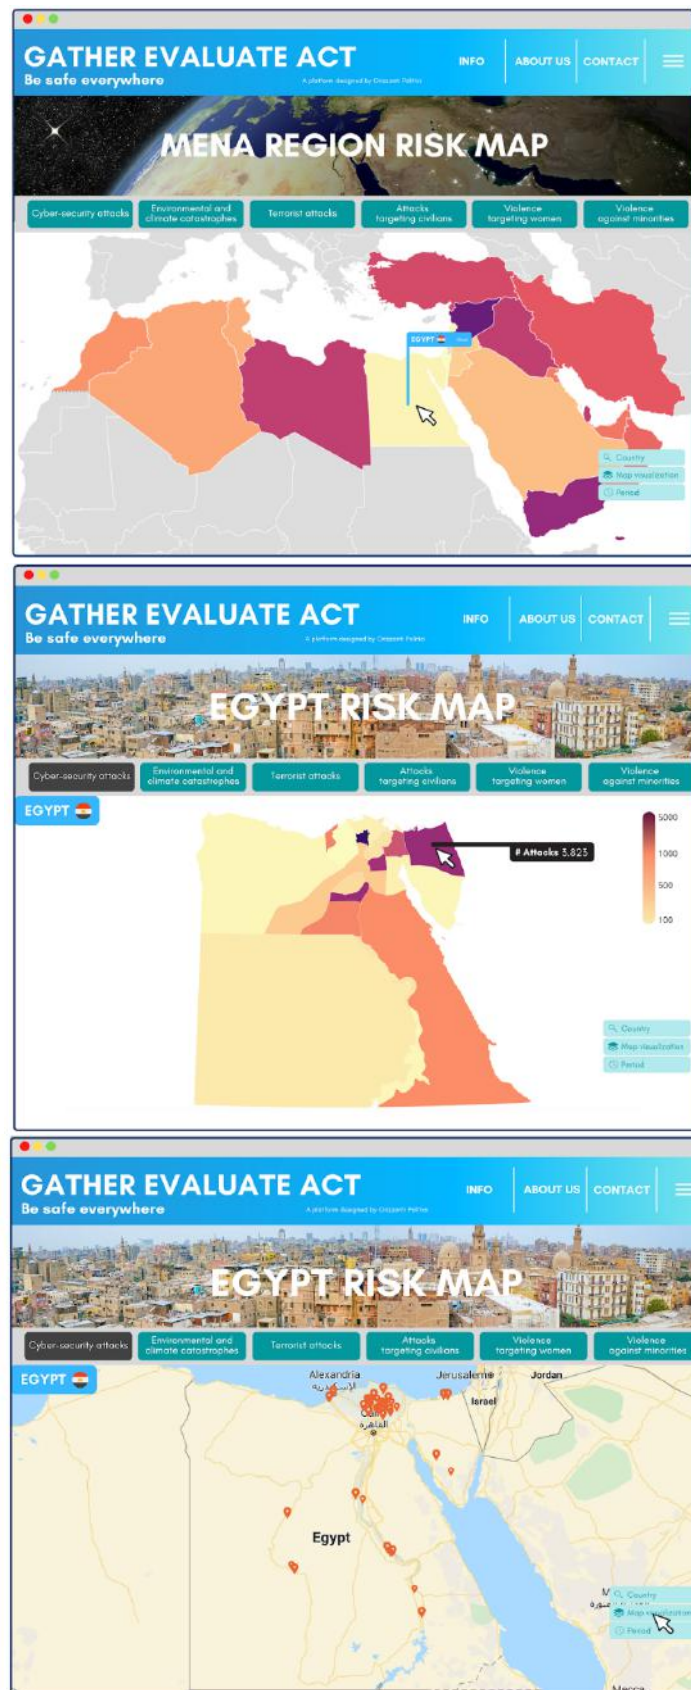 GATHER EVALUATE ACT
Be safe everywhere
INFO
ABOUT US
CONTACT
MENA REGION RISK MAP
Cyber-security attacks
Environmental and
climate catastrophes
Terrorist attacks
Attacks
targeting civilians
Violence
targeting women
Violence
against minorities
EGYPT
Country
Map visualization
Period
GATHER EVALUATE ACT
Be safe everywhere
INFO
ABOUT US
CONTACT
EGYPT RISK MAP
Cyber-security attacks
Environmental and
climate catastrophes
Terrorist attacks
Attacks
targeting civilians
Violence
targeting women
Violence
against minorities
EGYPT
# Attacks 3.823
5000
1000
500
100
Country
Map visualization
Period
GATHER EVALUATE ACT
Be safe everywhere
INFO
ABOUT US
CONTACT
EGYPT RISK MAP
Cyber-security attacks
Environmental and
climate catastrophes
Terrorist attacks
Attacks
targeting civilians
Violence
targeting women
Violence
against minorities
EGYPT
Alexandria
Jerusalem
Jordan
Israel
القاهرة
Egypt
Country
Map visualization
Period
Mecca